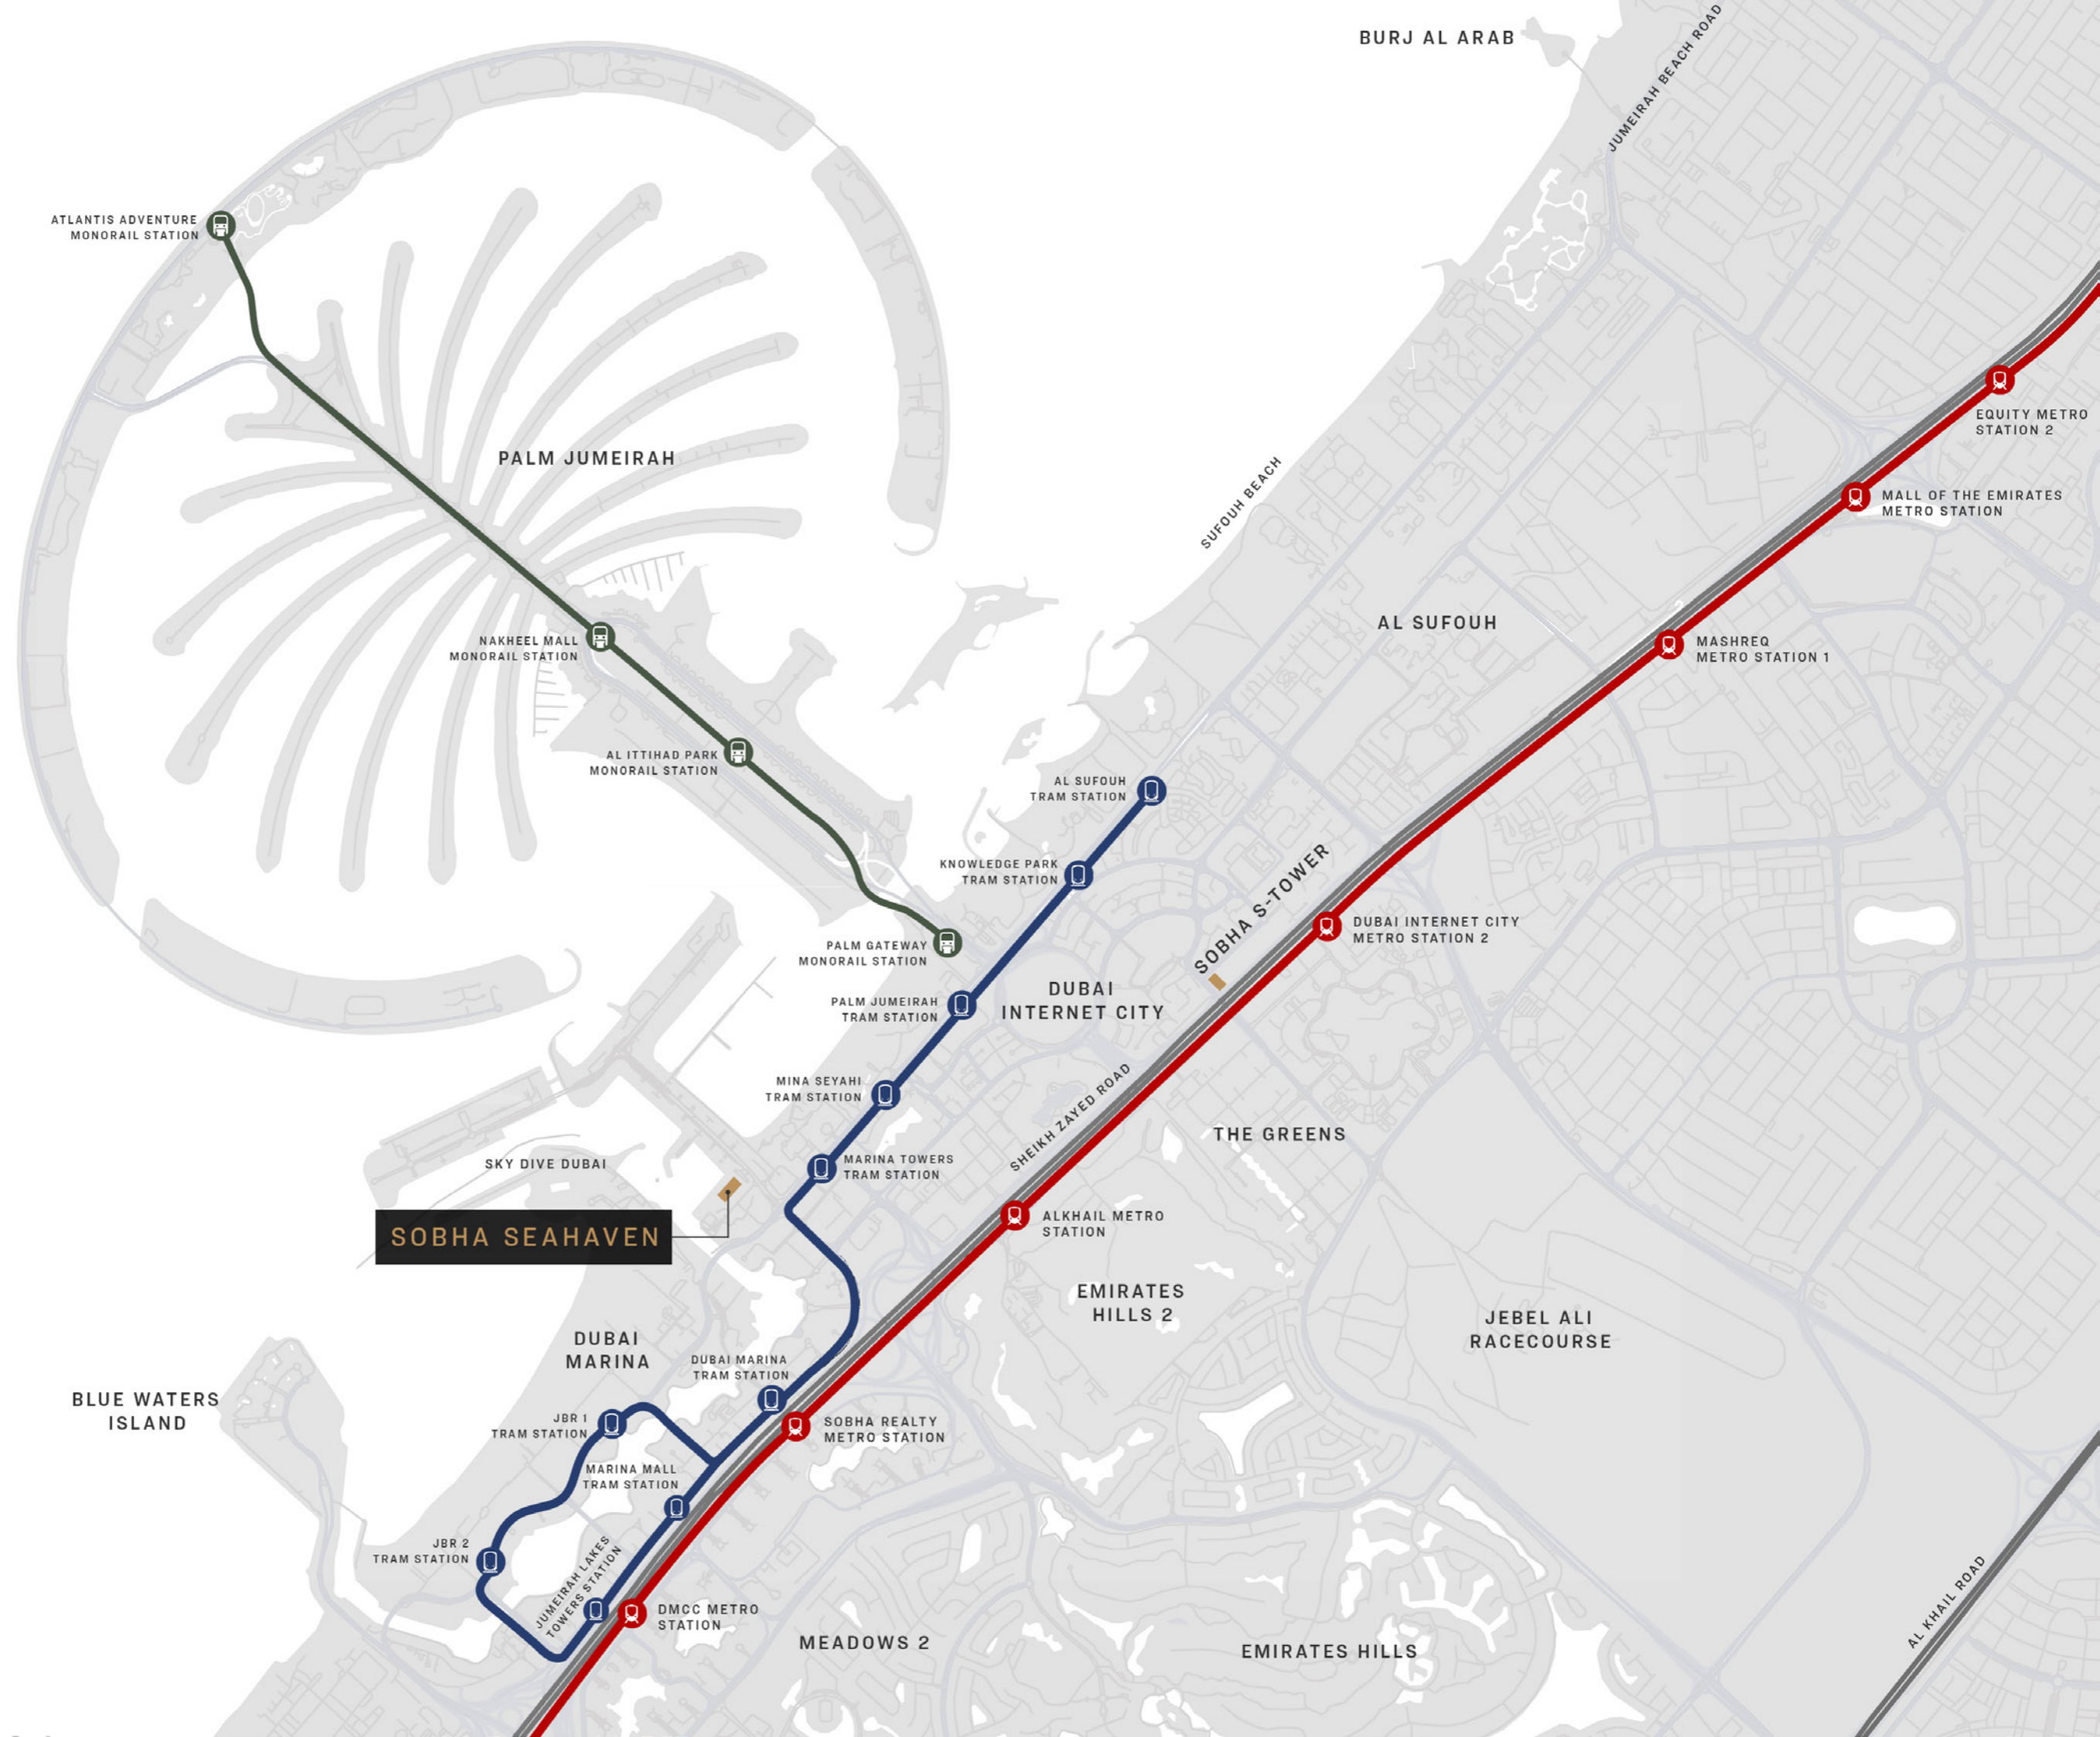 BURJ AL ARAB
JUMEIRAH BEACH ROAD
ATLANTIS ADVENTURE
MONORAIL STATION
EQUITY METRO
STATION 2
PALM JUMEIRAH
SUFOUH BEACH
MALL OF THE EMIRATES
METRO STATION
AL SUFOUH
NAKHEEL MALL
MONORAIL STATION
MASHREQ
METRO STATION 1
AL ITTIHAD PARK
MONORAIL STATION
AL SUFOUH
TRAM STATION
KNOWLEDGE PARK
TRAM STATION
SOBHA S-TOWER
DUBAI INTERNET CITY
METRO STATION 2
PALM GATEWAY
MONORAIL STATION
PALM JUMEIRAH
TRAM STATION
DUBAI
INTERNET CITY
MINA SEYAHI
TRAM STATION
SHEIKH ZAYED ROAD
THE GREENS
SKY DIVE DUBAI
MARINA TOWERS
TRAM STATION
SOBHA SEAHAVEN
ALKHAIL METRO
STATION
EMIRATES
HILLS 2
JEBEL ALI
RACECOURSE
DUBAI
MARINA
DUBAI MARINA
TRAM STATION
BLUE WATERS
ISLAND
JBR 1
TRAM STATION
SOBHA REALTY
METRO STATION
MARINA MALL
TRAM STATION
JBR 2
TRAM STATION
JUMEIRAH LAKES
TOWERS STATION
DMCC METRO
STATION
MEADOWS 2
EMIRATES HILLS
AL KHAIL ROAD